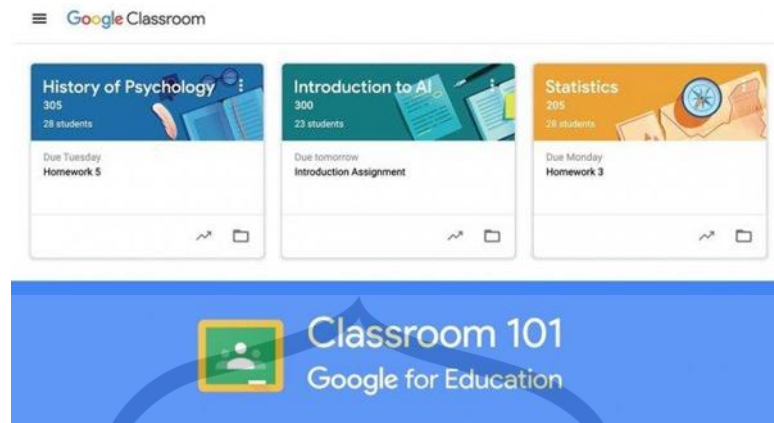 Google Classroom
History of Psychology
305
28 students
Due Tuesday
Homework 5
Introduction to AI
300
23 students
Due tomorrow
Introduction Assignment
Statistics
205
28 students
Due Monday
Homework 3
Classroom 101
Google for Education